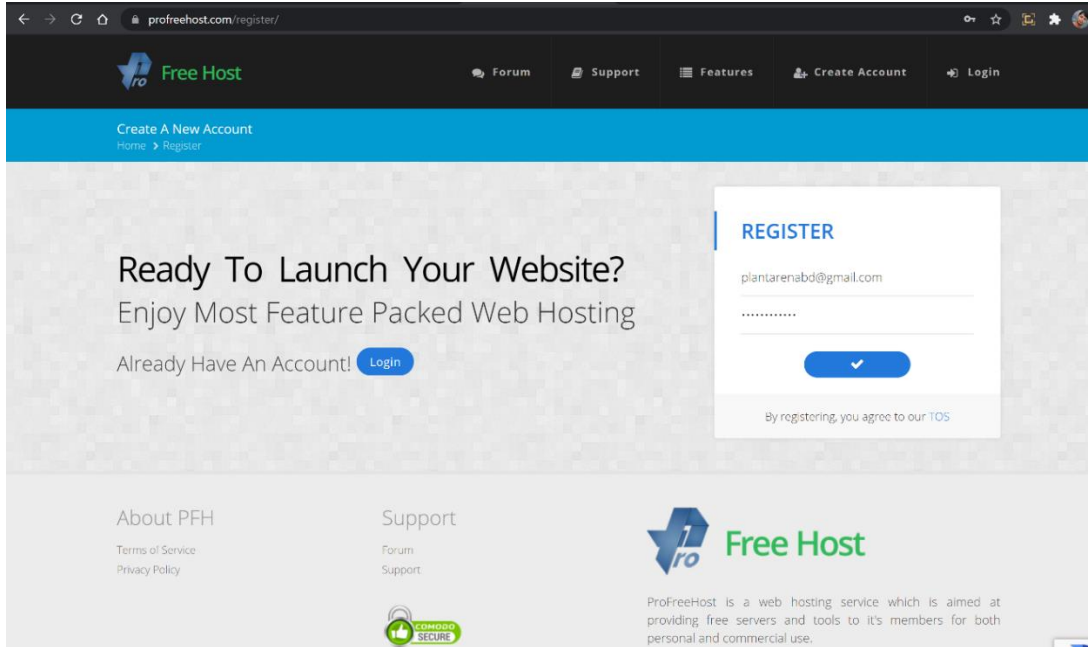 profreehost.com/register/
iro Free Host
Forum
Support
Features
Create Account
Login
Create A New Account
Home > Register
REGISTER
plantarenabd@gmail.com
............
Ready To Launch Your Website?
Enjoy Most Feature Packed Web Hosting
Already Have An Account! Login
By registering, you agree to our TOS
About PFH
Terms of Service
Privacy Policy
Support
Forum
Support
COMODO
SECURE
iro Free Host
ProFreeHost is a web hosting service which is aimed at
providing free servers and tools to it's members for both
personal and commercial use.